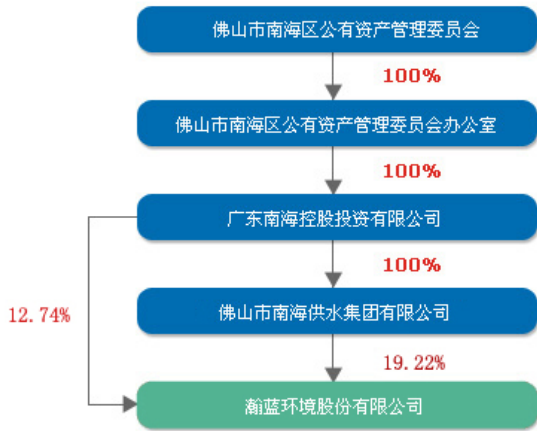 佛山市南海区公有资产管理委员会
100%
佛山市南海区公有资产管理委员会办公室
100%
广东南海控股投资有限公司
100%
12.74%
佛山市南海供水集团有限公司
19.22%
瀚蓝环境股份有限公司